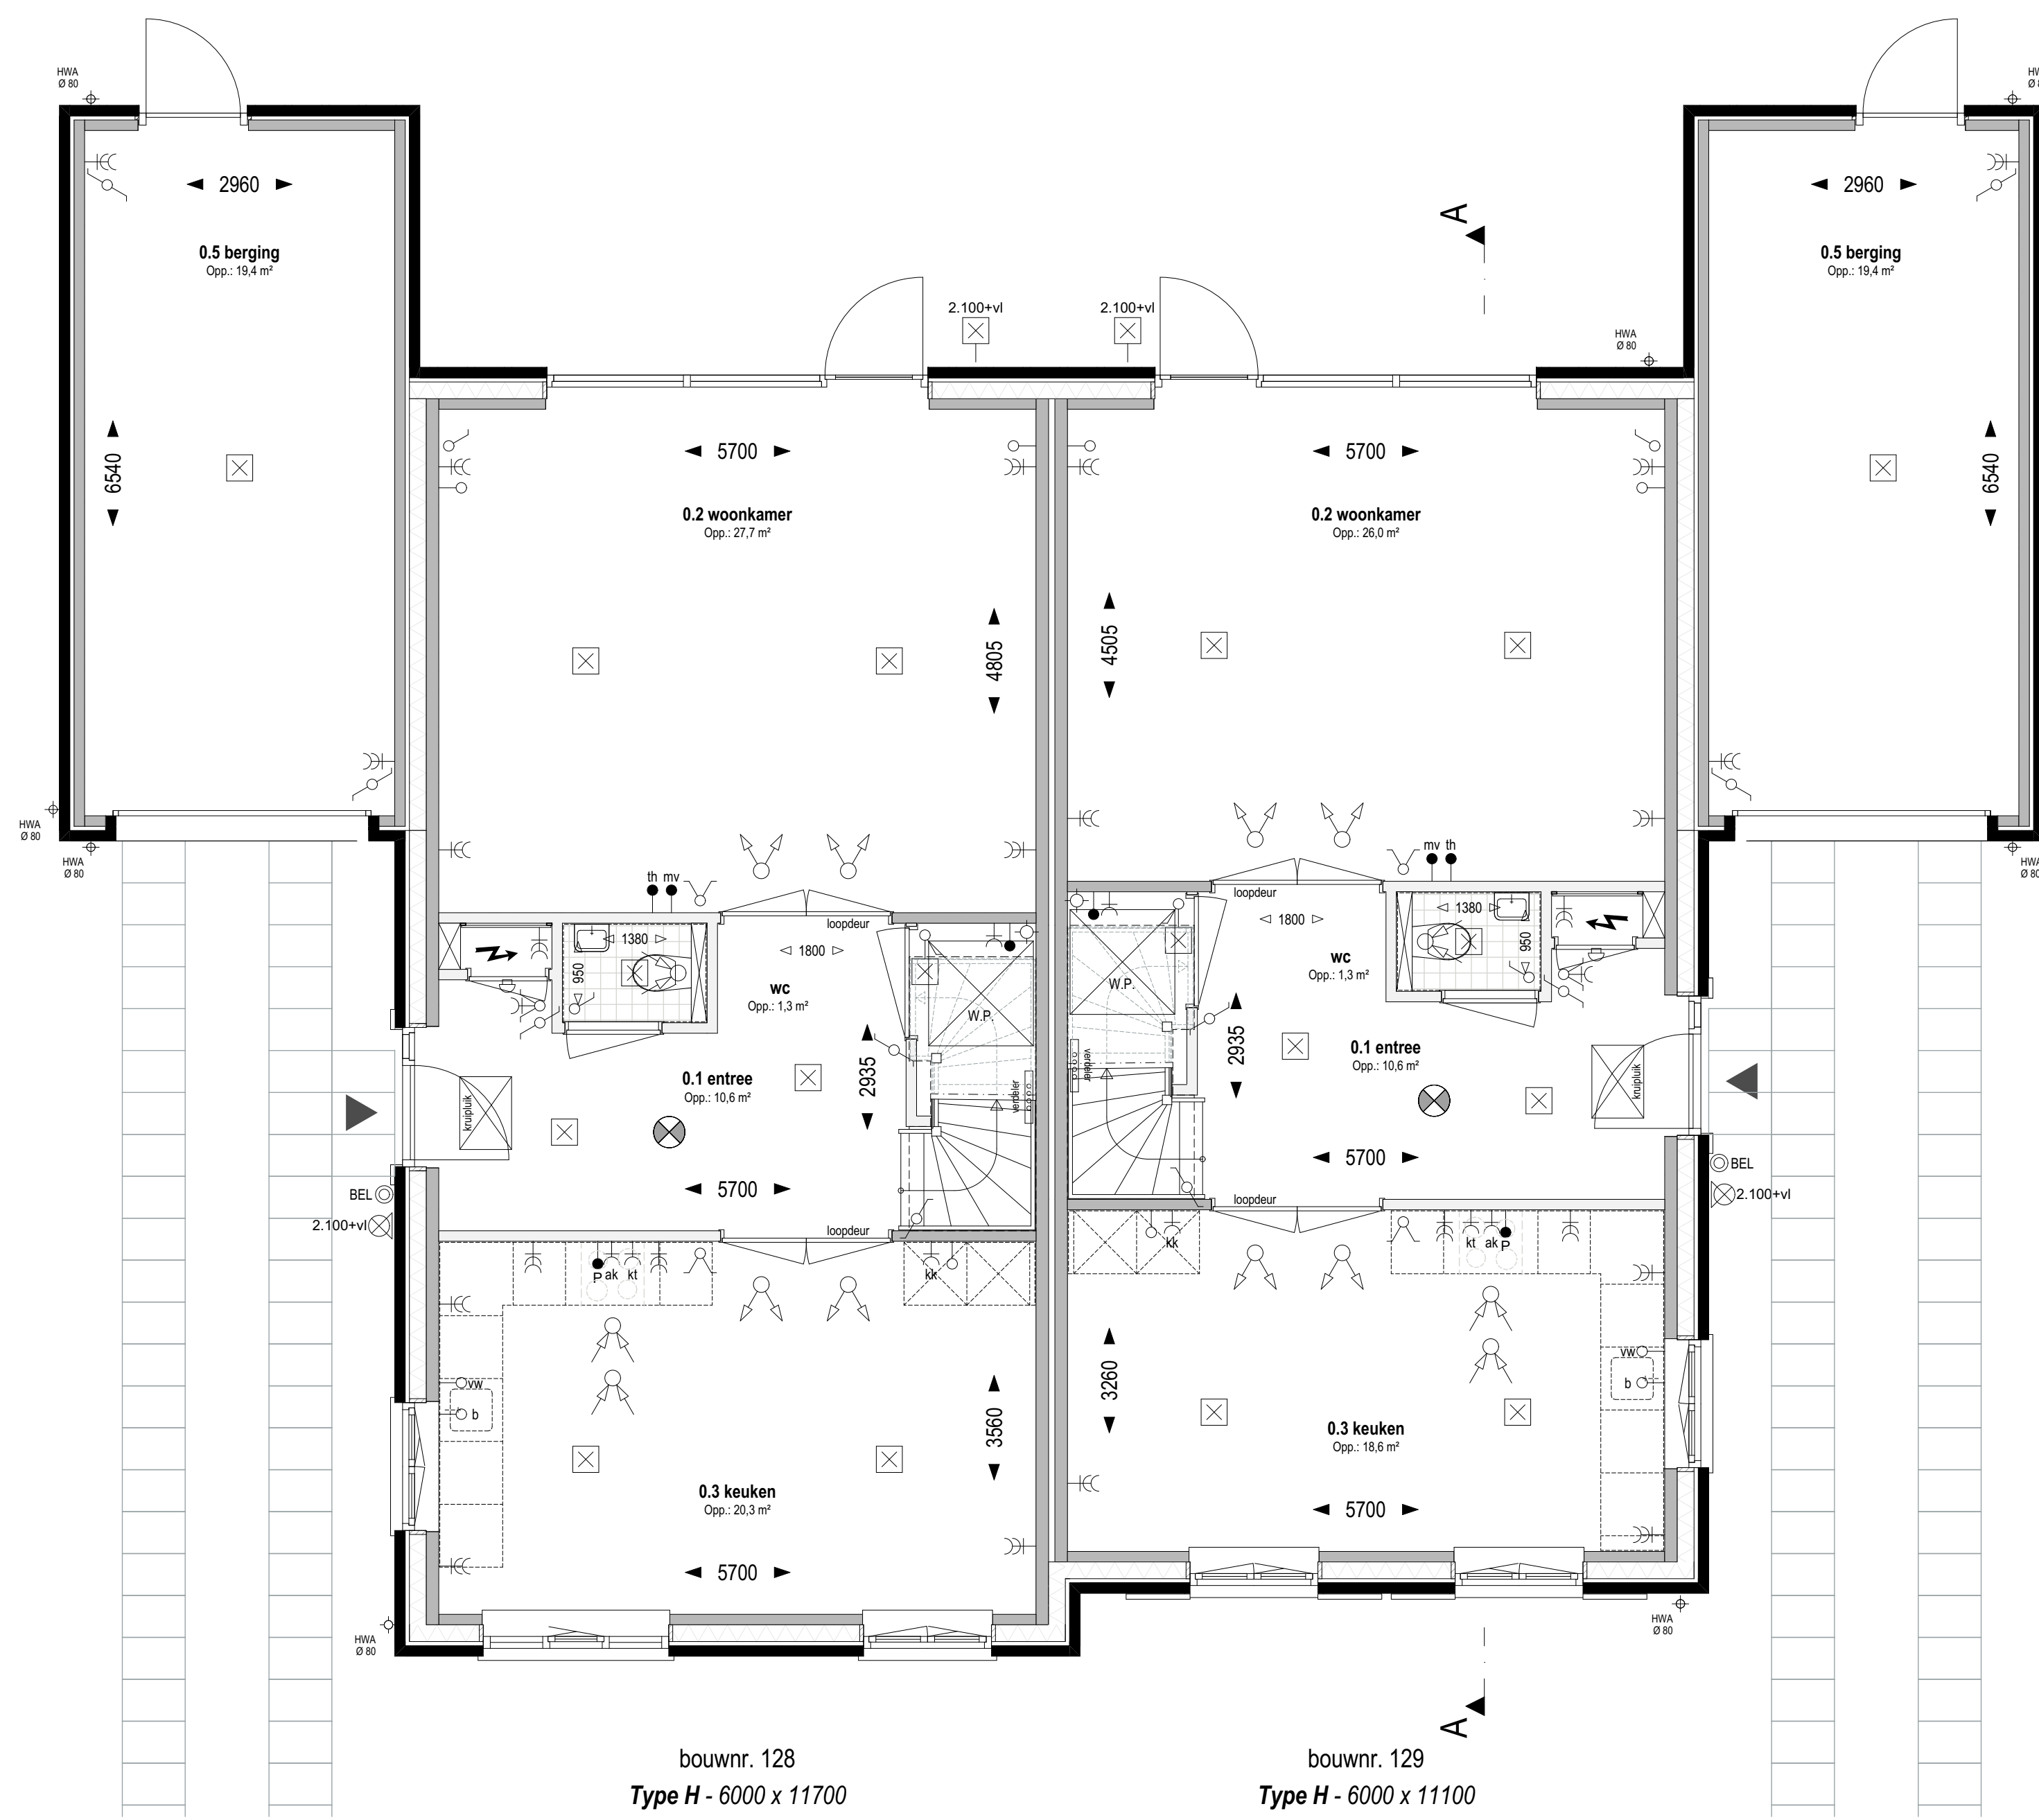 HWA
Ø 80
2960
0.5 berging
Opp.: 19,4 m²
6540
HWA
Ø 80
HWA
Ø 80
2.100+vl
5700
0.2 woonkamer
Opp.: 27,7 m²
4805
th mv
loopdeur
1380
950
1800
wc
Opp.: 1,3 m²
W.P.
2935
verdeler
0.1 entree
Opp.: 10,6 m²
kruipluik
5700
BEL
2.100+vl
loopdeur
P ak kt
kk
vw
b
3560
0.3 keuken
Opp.: 20,3 m²
5700
HWA
Ø 80
bouwnr. 128
Type H - 6000 x 11700
A
2.100+vl
HWA
Ø 80
5700
0.2 woonkamer
Opp.: 26,0 m²
4505
mv th
loopdeur
1380
950
1800
wc
Opp.: 1,3 m²
W.P.
2935
verdeler
0.1 entree
Opp.: 10,6 m²
kruipluik
5700
BEL
2.100+vl
loopdeur
kk
kt ak P
vw
b
3260
0.3 keuken
Opp.: 18,6 m²
5700
HWA
Ø 80
A
bouwnr. 129
Type H - 6000 x 11100
2960
0.5 berging
Opp.: 19,4 m²
6540
HWA
Ø 80